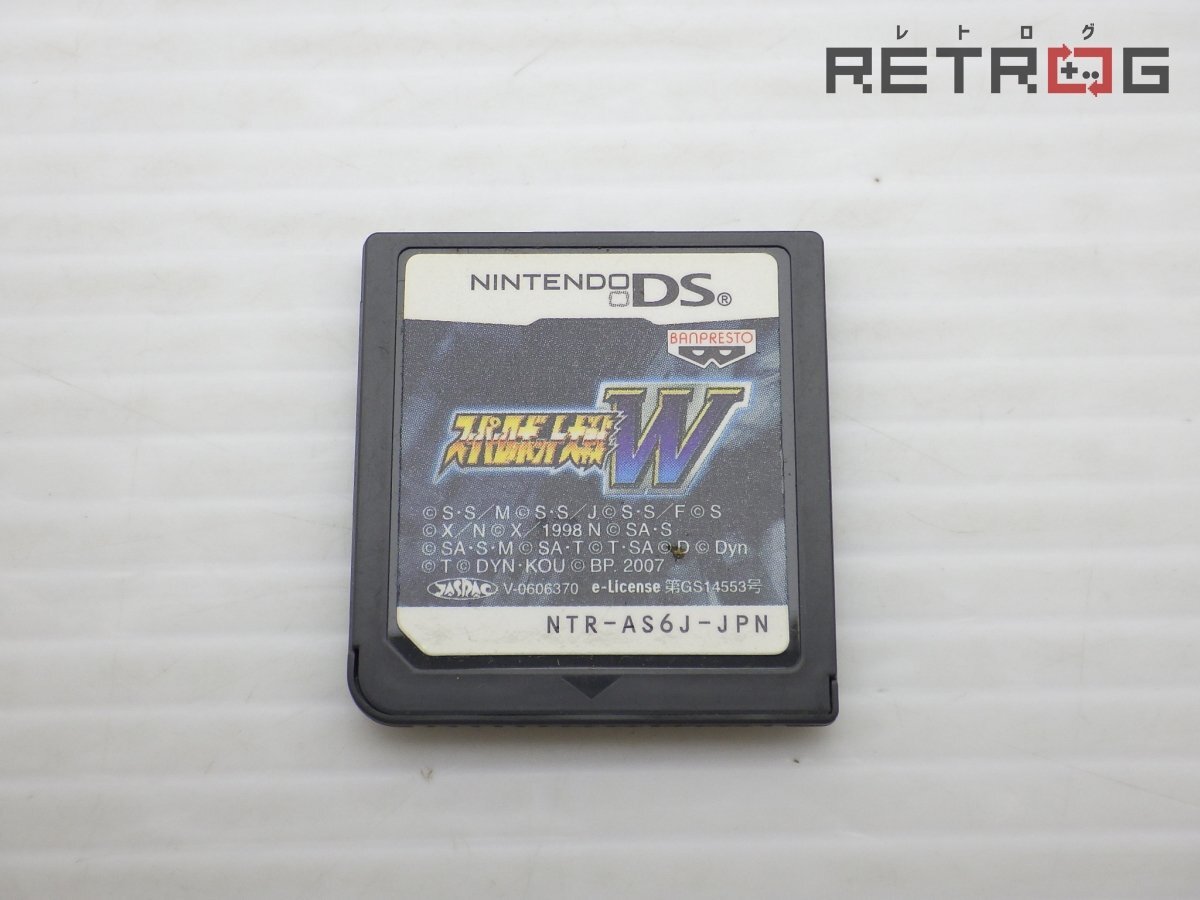 レトログ
RETROG
NINTENDO DS®
BANPRESTO
スーパーロボット大戦W
©S·S/M©S·S/J©S·S/F©S
©X/N©X/1998 N©SA·S
©SA·S·M©SA·T©T·SA©D©Dyn
©T©DYN·KOU©BP. 2007
JASRAC V-0606370 e-License 第GS14553号
NTR-AS6J-JPN